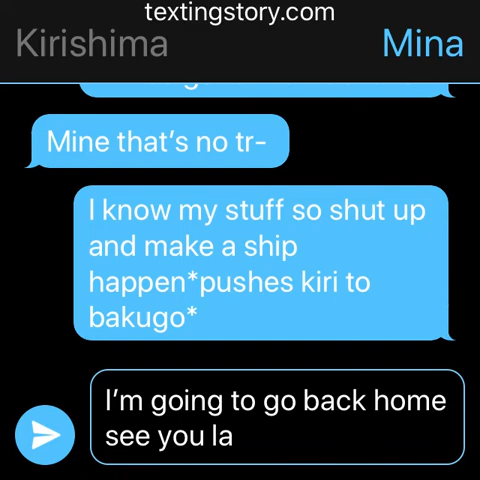 textingstory.com
Kirishima
Mina
Mine that's no tr-
I know my stuff so shut up
and make a ship
happen*pushes kiri to
bakugo*
I'm going to go back home
see you la